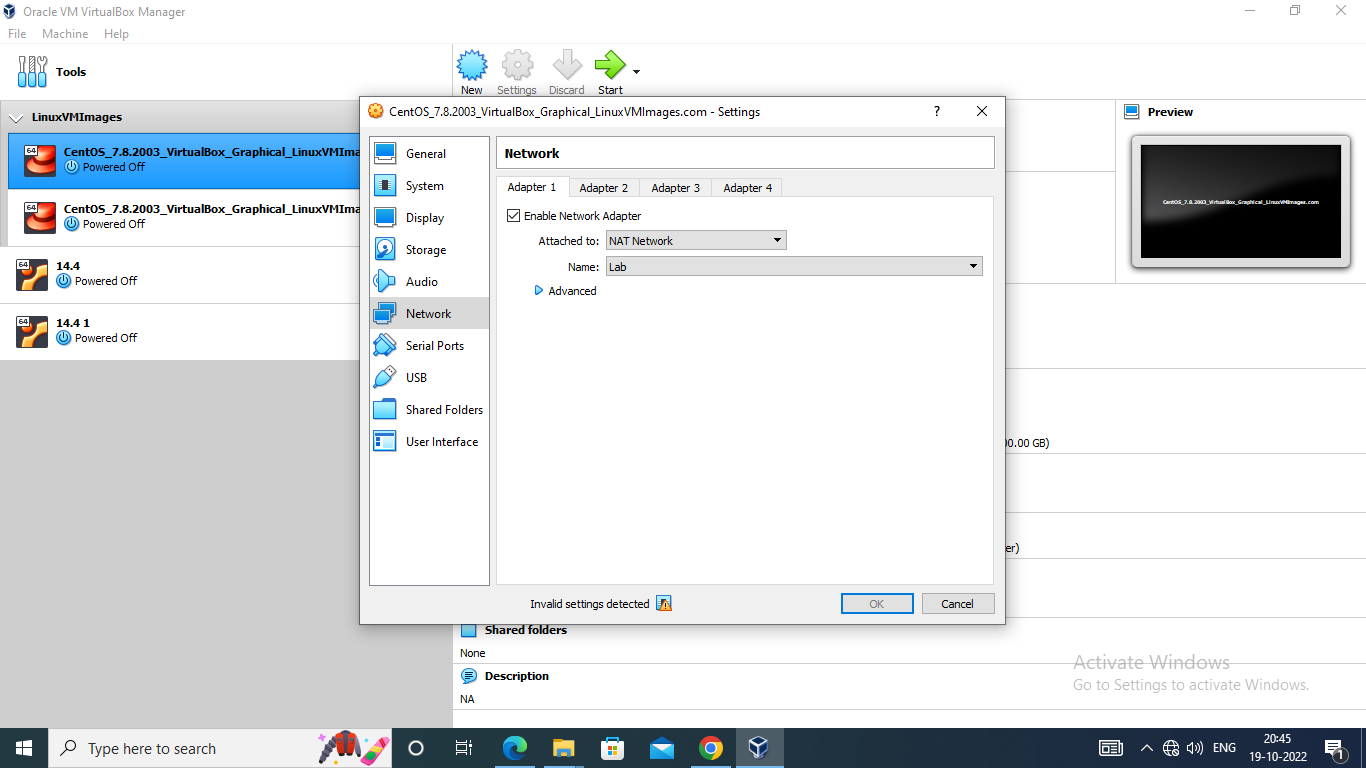 Oracle VM VirtualBox Manager
File Machine Help
Tools
New Settings Discard Start
LinuxVMImages
CentOS_7.8.2003_VirtualBox_Graphical_LinuxVMIma
64
Powered Off
CentOS_7.8.2003_VirtualBox_Graphical_LinuxVMIma
64
Powered Off
14.4
64
Powered Off
14.4 1
64
Powered Off
CentOS_7.8.2003_VirtualBox_Graphical_LinuxVMImages.com - Settings
?
General
System
Display
Storage
Audio
Network
Serial Ports
USB
Shared Folders
User Interface
Network
Adapter 1 Adapter 2 Adapter 3 Adapter 4
Enable Network Adapter
Attached to: NAT Network
Name: Lab
Advanced
Invalid settings detected
OK Cancel
Preview
CentOS_7.8.2003_VirtualBox_Graphical_LinuxVMImages.com
00.00 GB)
er)
Shared folders
None
Description
NA
Activate Windows
Go to Settings to activate Windows.
Type here to search
ENG
20:45
19-10-2022
1